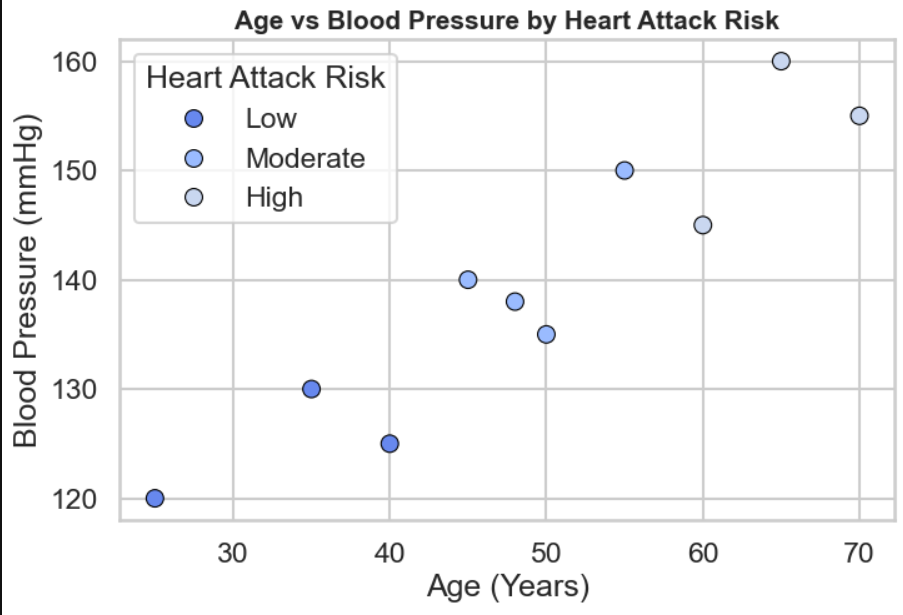 Age vs Blood Pressure by Heart Attack Risk
160
150
140
130
120
Blood Pressure (mmHg)
Heart Attack Risk
Low
Moderate
High
30 40 50 60 70
Age (Years)